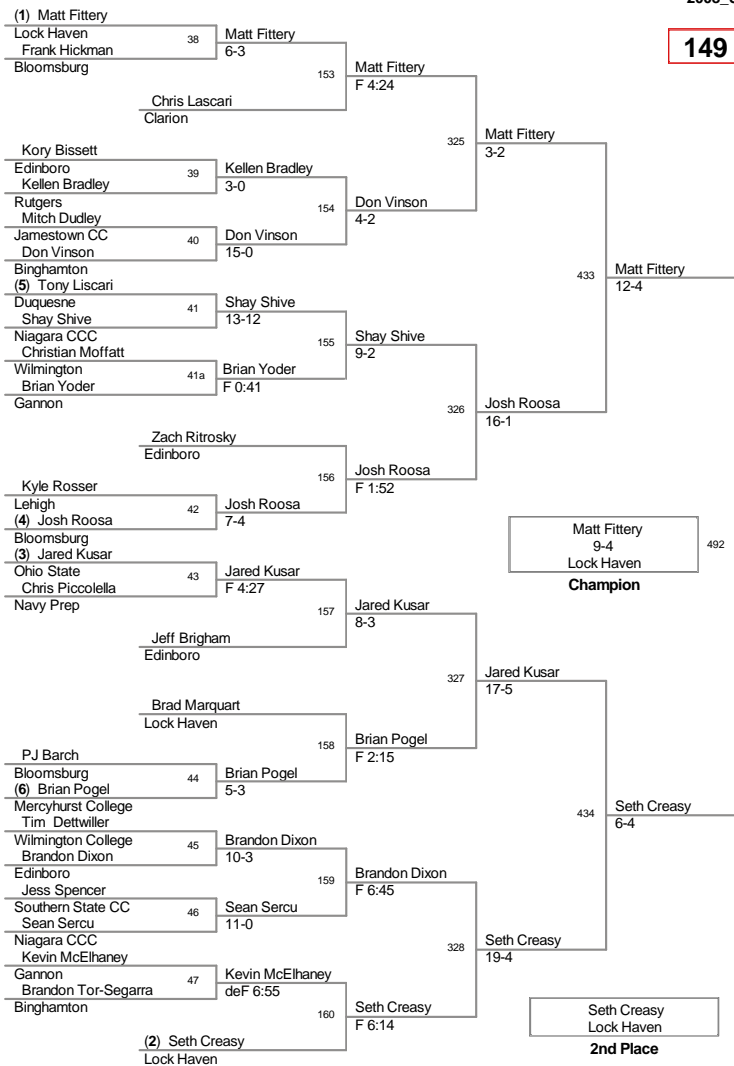 2003_
149
(1) Matt Fittery
Lock Haven
Frank Hickman
Bloomsburg
38
Matt Fittery
6-3
153
Matt Fittery
F 4:24
Chris Lascari
Clarion
325
Matt Fittery
3-2
Kory Bissett
Edinboro
Kellen Bradley
Rutgers
39
Kellen Bradley
3-0
154
Don Vinson
4-2
Mitch Dudley
Jamestown CC
Don Vinson
Binghamton
40
Don Vinson
15-0
433
Matt Fittery
12-4
(5) Tony Liscari
Duquesne
Shay Shive
Niagara CCC
41
Shay Shive
13-12
155
Shay Shive
9-2
Christian Moffatt
Wilmington
Brian Yoder
Gannon
41a
Brian Yoder
F 0:41
326
Josh Roosa
16-1
Zach Ritrosky
Edinboro
156
Josh Roosa
F 1:52
Kyle Rosser
Lehigh
(4) Josh Roosa
Bloomsburg
42
Josh Roosa
7-4
Matt Fittery
9-4
Lock Haven
492
Champion
(3) Jared Kusar
Ohio State
Chris Piccolella
Navy Prep
43
Jared Kusar
F 4:27
157
Jared Kusar
8-3
Jeff Brigham
Edinboro
327
Jared Kusar
17-5
Brad Marquart
Lock Haven
158
Brian Pogel
F 2:15
PJ Barch
Bloomsburg
(6) Brian Pogel
Mercyhurst College
44
Brian Pogel
5-3
434
Seth Creasy
6-4
Tim Dettwiller
Wilmington College
Brandon Dixon
Edinboro
45
Brandon Dixon
10-3
159
Brandon Dixon
F 6:45
Jess Spencer
Southern State CC
Sean Sercu
Niagara CCC
46
Sean Sercu
11-0
328
Seth Creasy
19-4
Kevin McElhaney
Gannon
Brandon Tor-Segarra
Binghamton
47
Kevin McElhaney
deF 6:55
160
Seth Creasy
F 6:14
(2) Seth Creasy
Lock Haven
Seth Creasy
Lock Haven
2nd Place